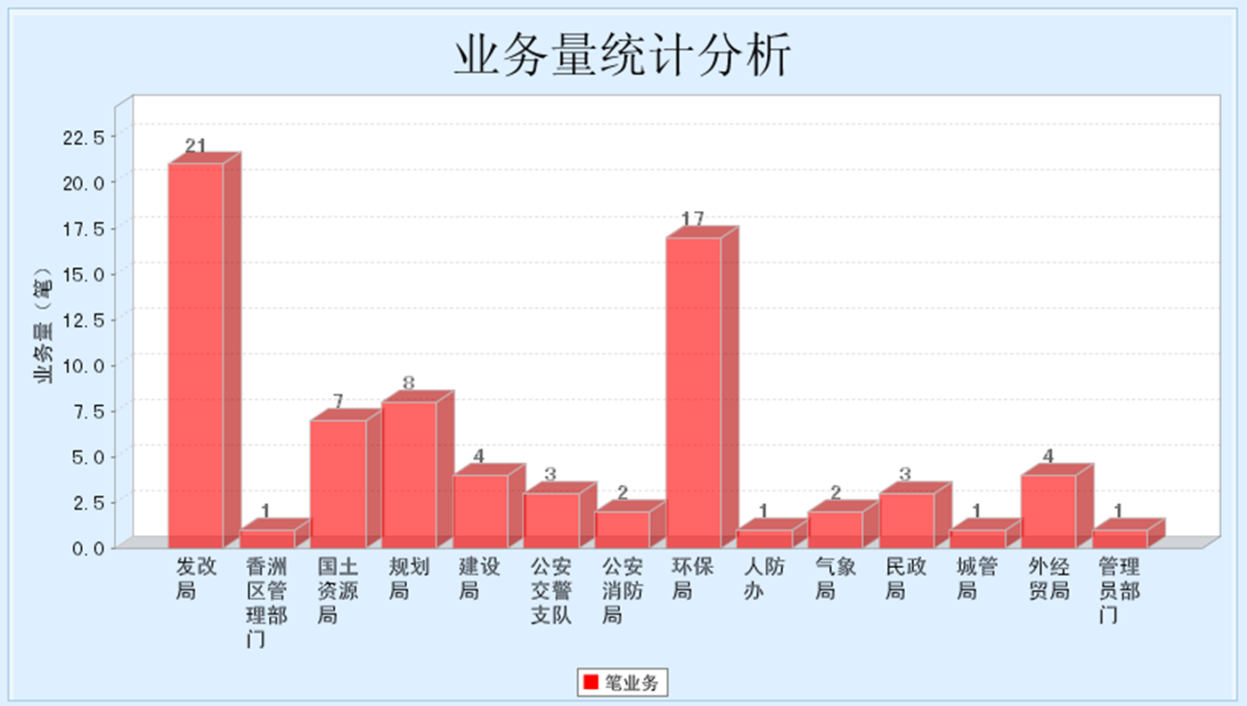 业务量统计分析
业务量（笔）
22.5
20.0
17.5
15.0
12.5
10.0
7.5
5.0
2.5
0.0
21
1
7
8
4
3
2
17
1
2
3
1
4
1
发改
局
香洲
区管
理部
门
国土
资源
局
规划
局
建设
局
公安
交警
支队
公安
消防
局
环保
局
人防
办
气象
局
民政
局
城管
局
外经
贸局
管理
员部
门
笔业务